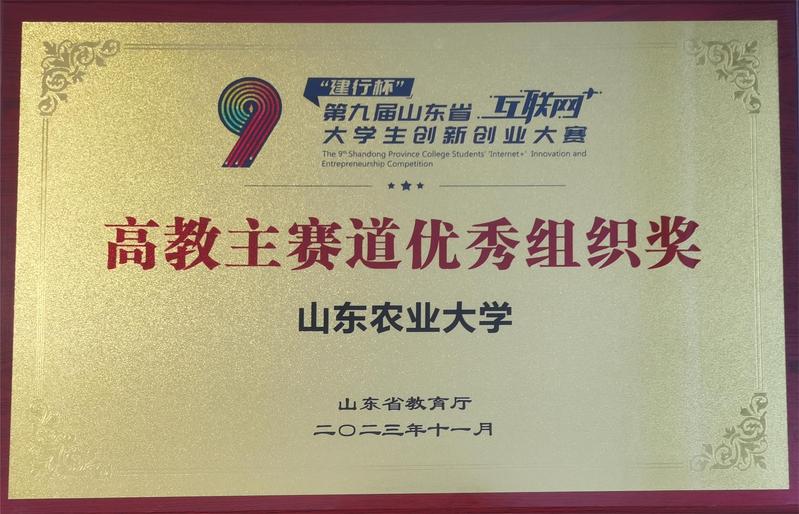 9
“建行杯”
第九届山东省 互联网+
大学生创新创业大赛
The 9th Shandong Province College Students' 'Internet+' Innovation and
Entrepreneurship Competition
高教主赛道优秀组织奖
山东农业大学
山东省教育厅
二〇二三年十一月